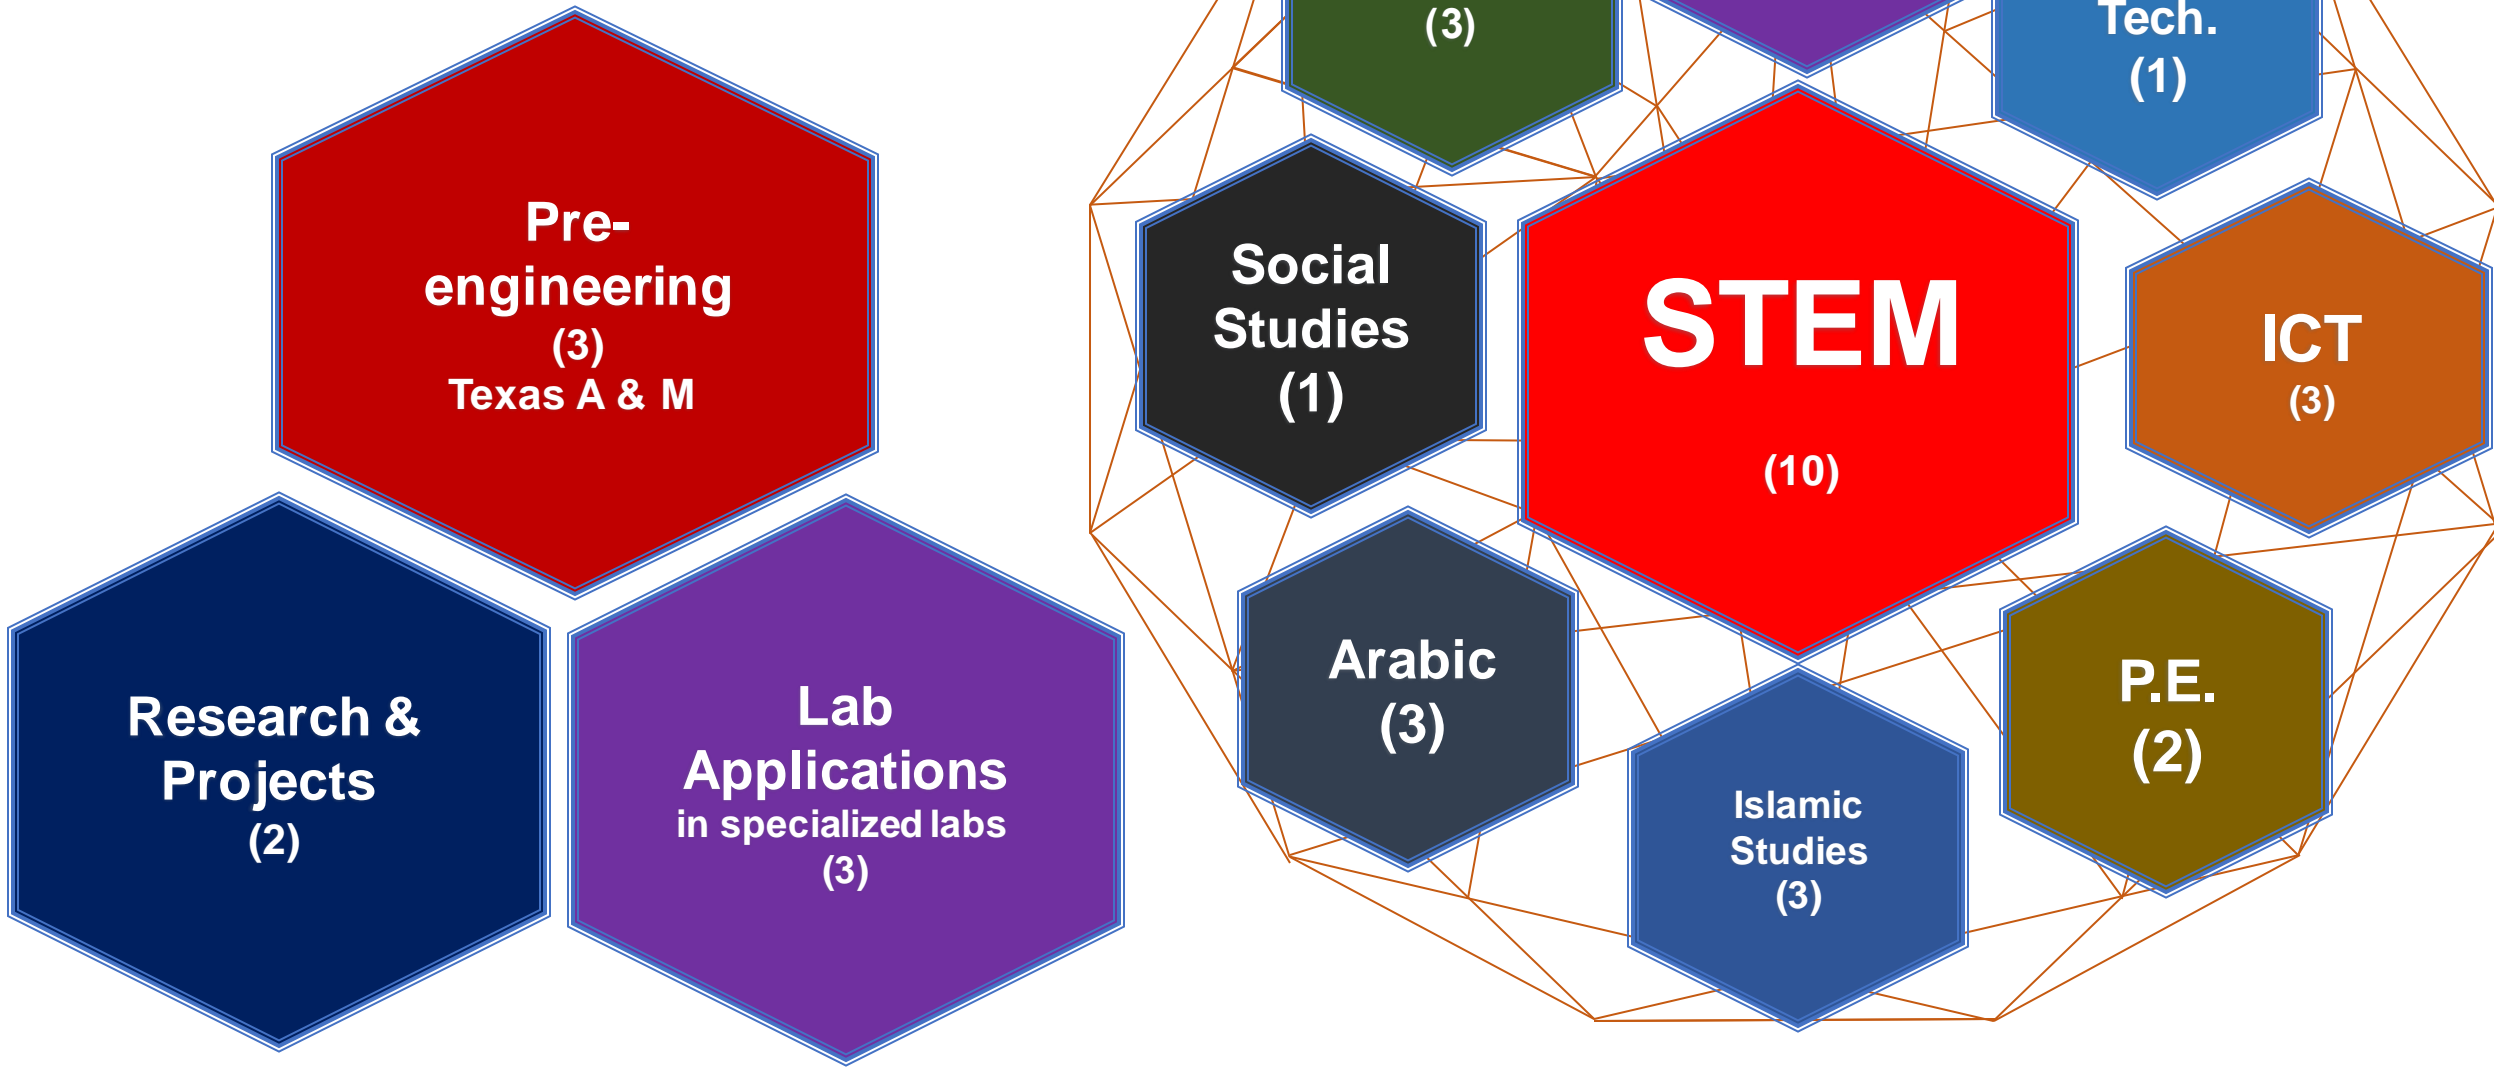 Pre-
engineering
(3)
Texas A & M
Research &
Projects
(2)
Lab
Applications
in specialized labs
(3)
(3)
Tech.
(1)
Social
Studies
(1)
STEM
(10)
ICT
(3)
Arabic
(3)
P.E.
(2)
Islamic
Studies
(3)